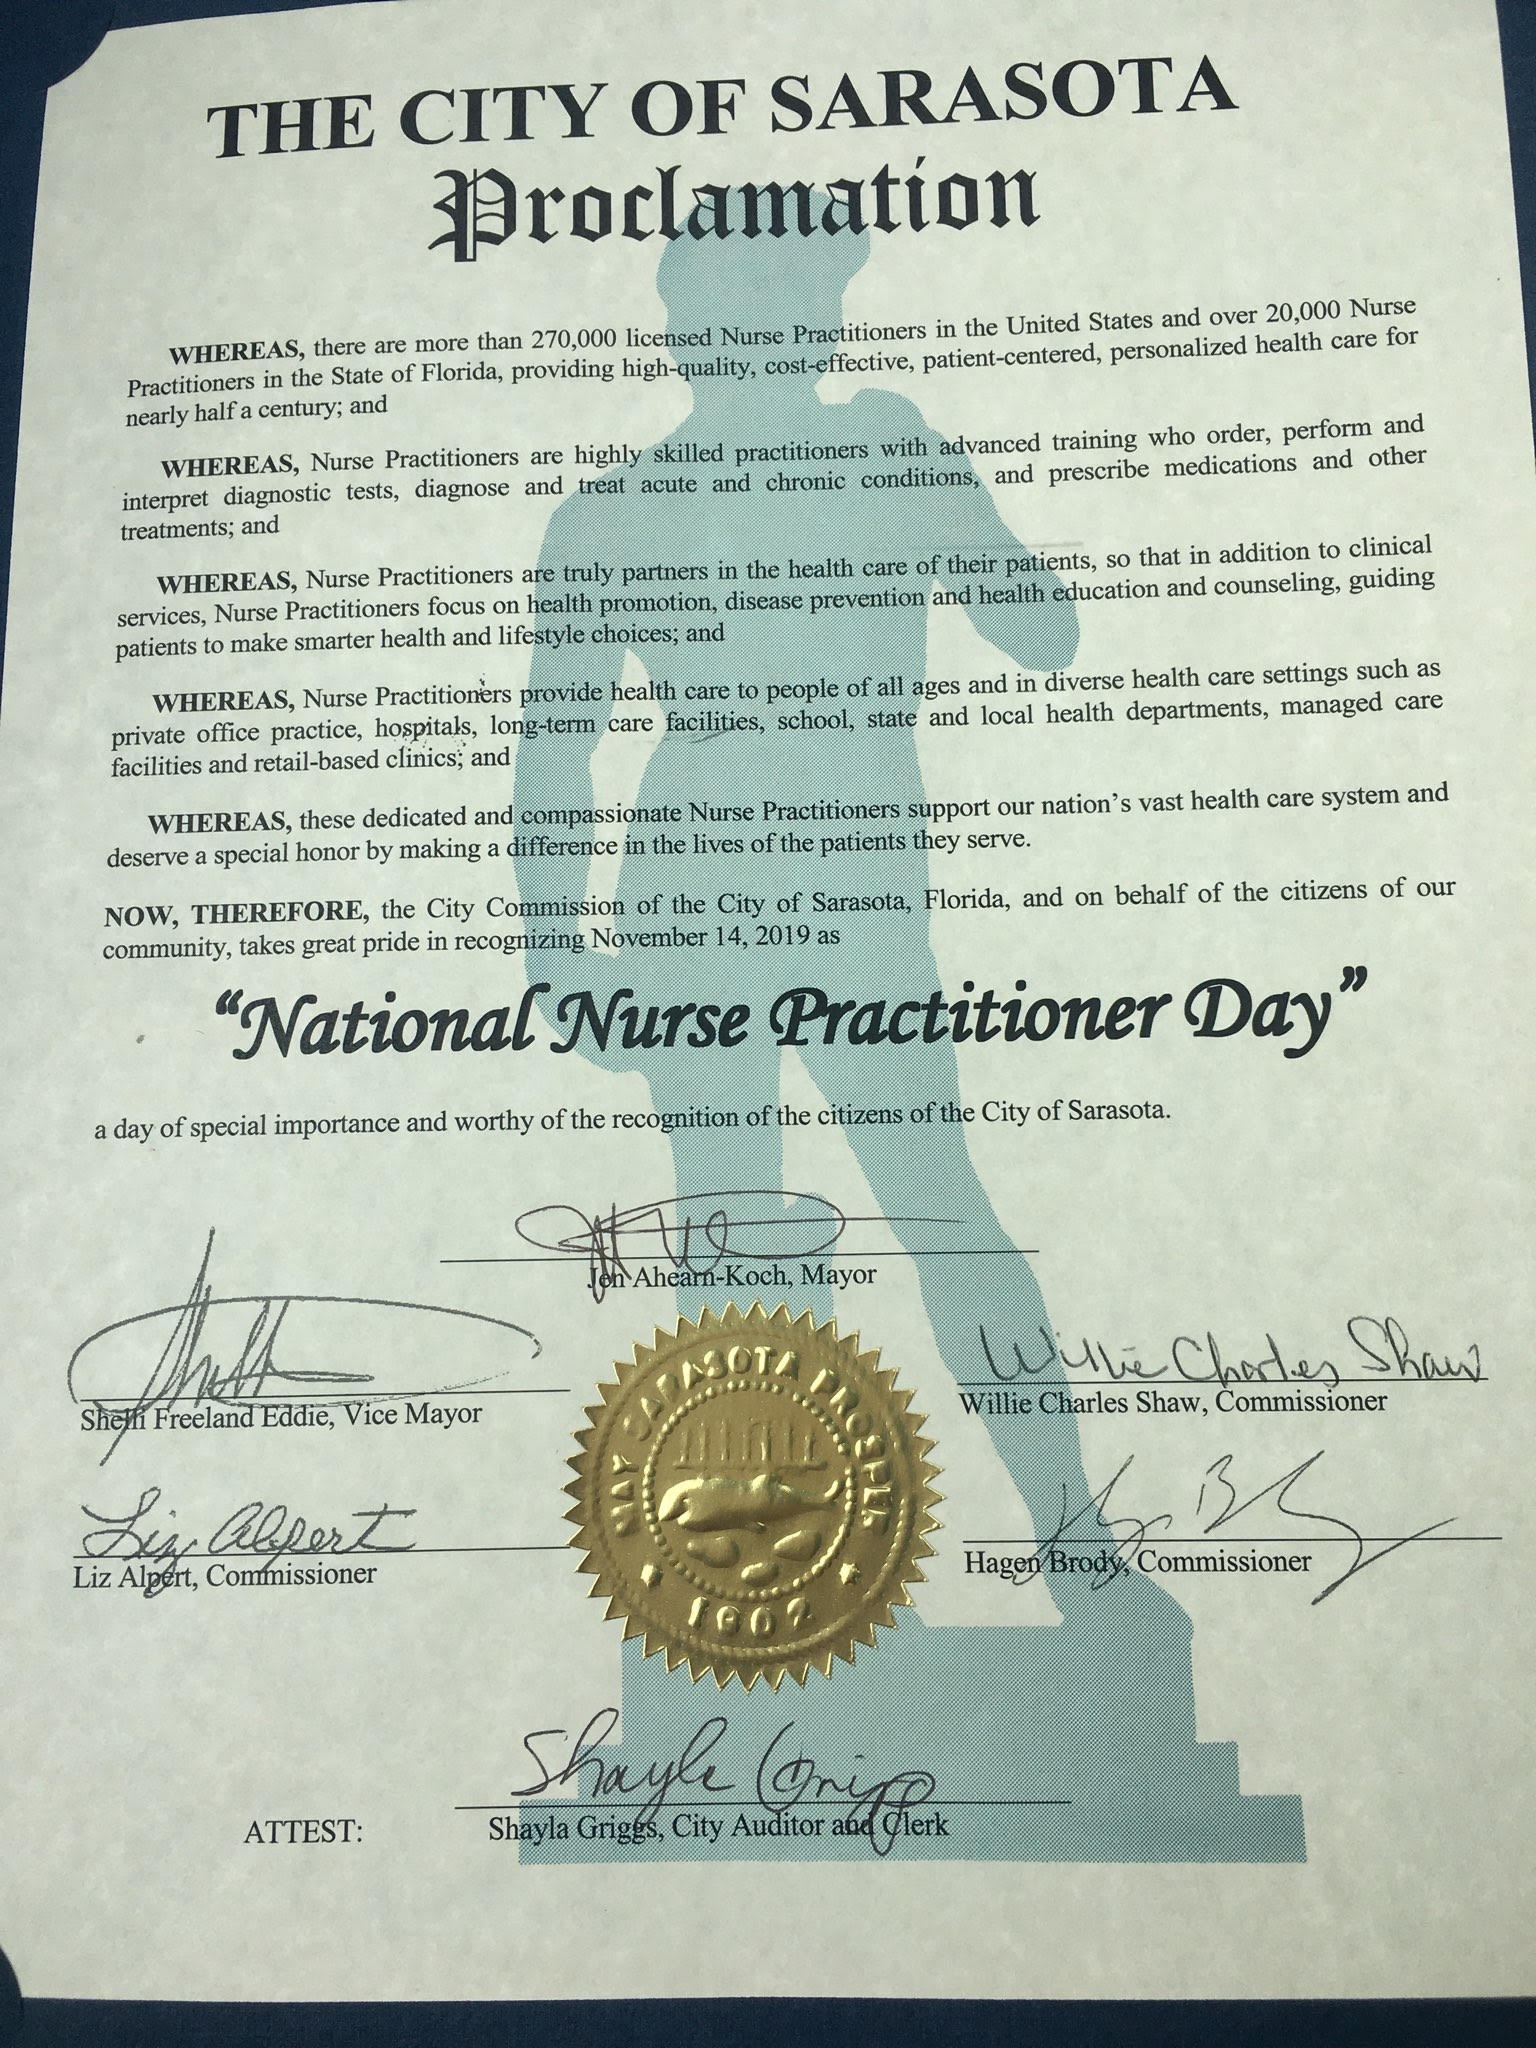 THE CITY OF SARASOTA
Proclamation
WHEREAS, there are more than 270,000 licensed Nurse Practitioners in the United States and over 20,000 Nurse
Practitioners in the State of Florida, providing high-quality, cost-effective, patient-centered, personalized health care for
nearly half a century; and
WHEREAS, Nurse Practitioners are highly skilled practitioners with advanced training who order, perform and
interpret diagnostic tests, diagnose and treat acute and chronic conditions, and prescribe medications and other
treatments; and
WHEREAS, Nurse Practitioners are truly partners in the health care of their patients, so that in addition to clinical
services, Nurse Practitioners focus on health promotion, disease prevention and health education and counseling, guiding
patients to make smarter health and lifestyle choices; and
WHEREAS, Nurse Practitioners provide health care to people of all ages and in diverse health care settings such as
private office practice, hospitals, long-term care facilities, school, state and local health departments, managed care
facilities and retail-based clinics; and
WHEREAS, these dedicated and compassionate Nurse Practitioners support our nation's vast health care system and
deserve a special honor by making a difference in the lives of the patients they serve.
NOW, THEREFORE, the City Commission of the City of Sarasota, Florida, and on behalf of the citizens of our
community, takes great pride in recognizing November 14, 2019 as
"National Nurse Practitioner Day"
a day of special importance and worthy of the recognition of the citizens of the City of Sarasota.
Jen Ahearn-Koch, Mayor
Willie Charles Shaw
Shelli Freeland Eddie, Vice Mayor
Willie Charles Shaw, Commissioner
MAY SARASOTA PROSPER
1902
Liz Alpert
Liz Alpert, Commissioner
Hagen Brody, Commissioner
Shayla Griggs
ATTEST:
Shayla Griggs, City Auditor and Clerk